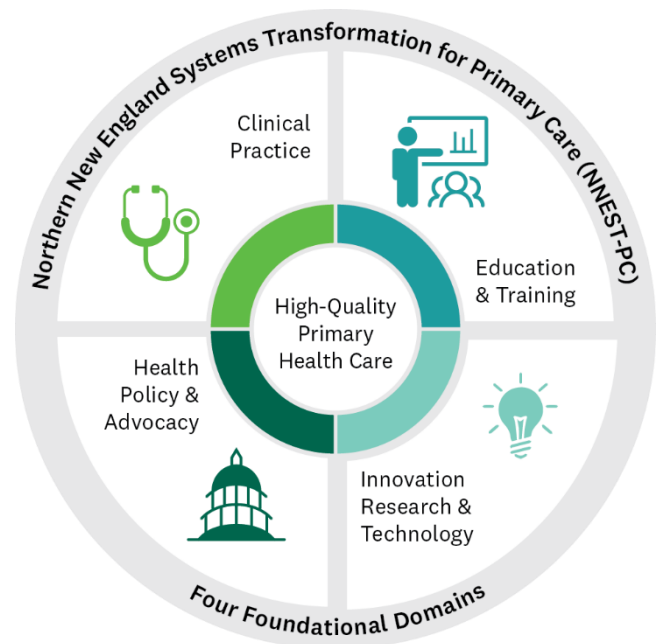 Northern New England Systems Transformation for Primary Care (NNEST-PC)
Clinical
Practice
Education
& Training
High-Quality
Primary
Health Care
Health
Policy &
Advocacy
Innovation
Research &
Technology
Four Foundational Domains